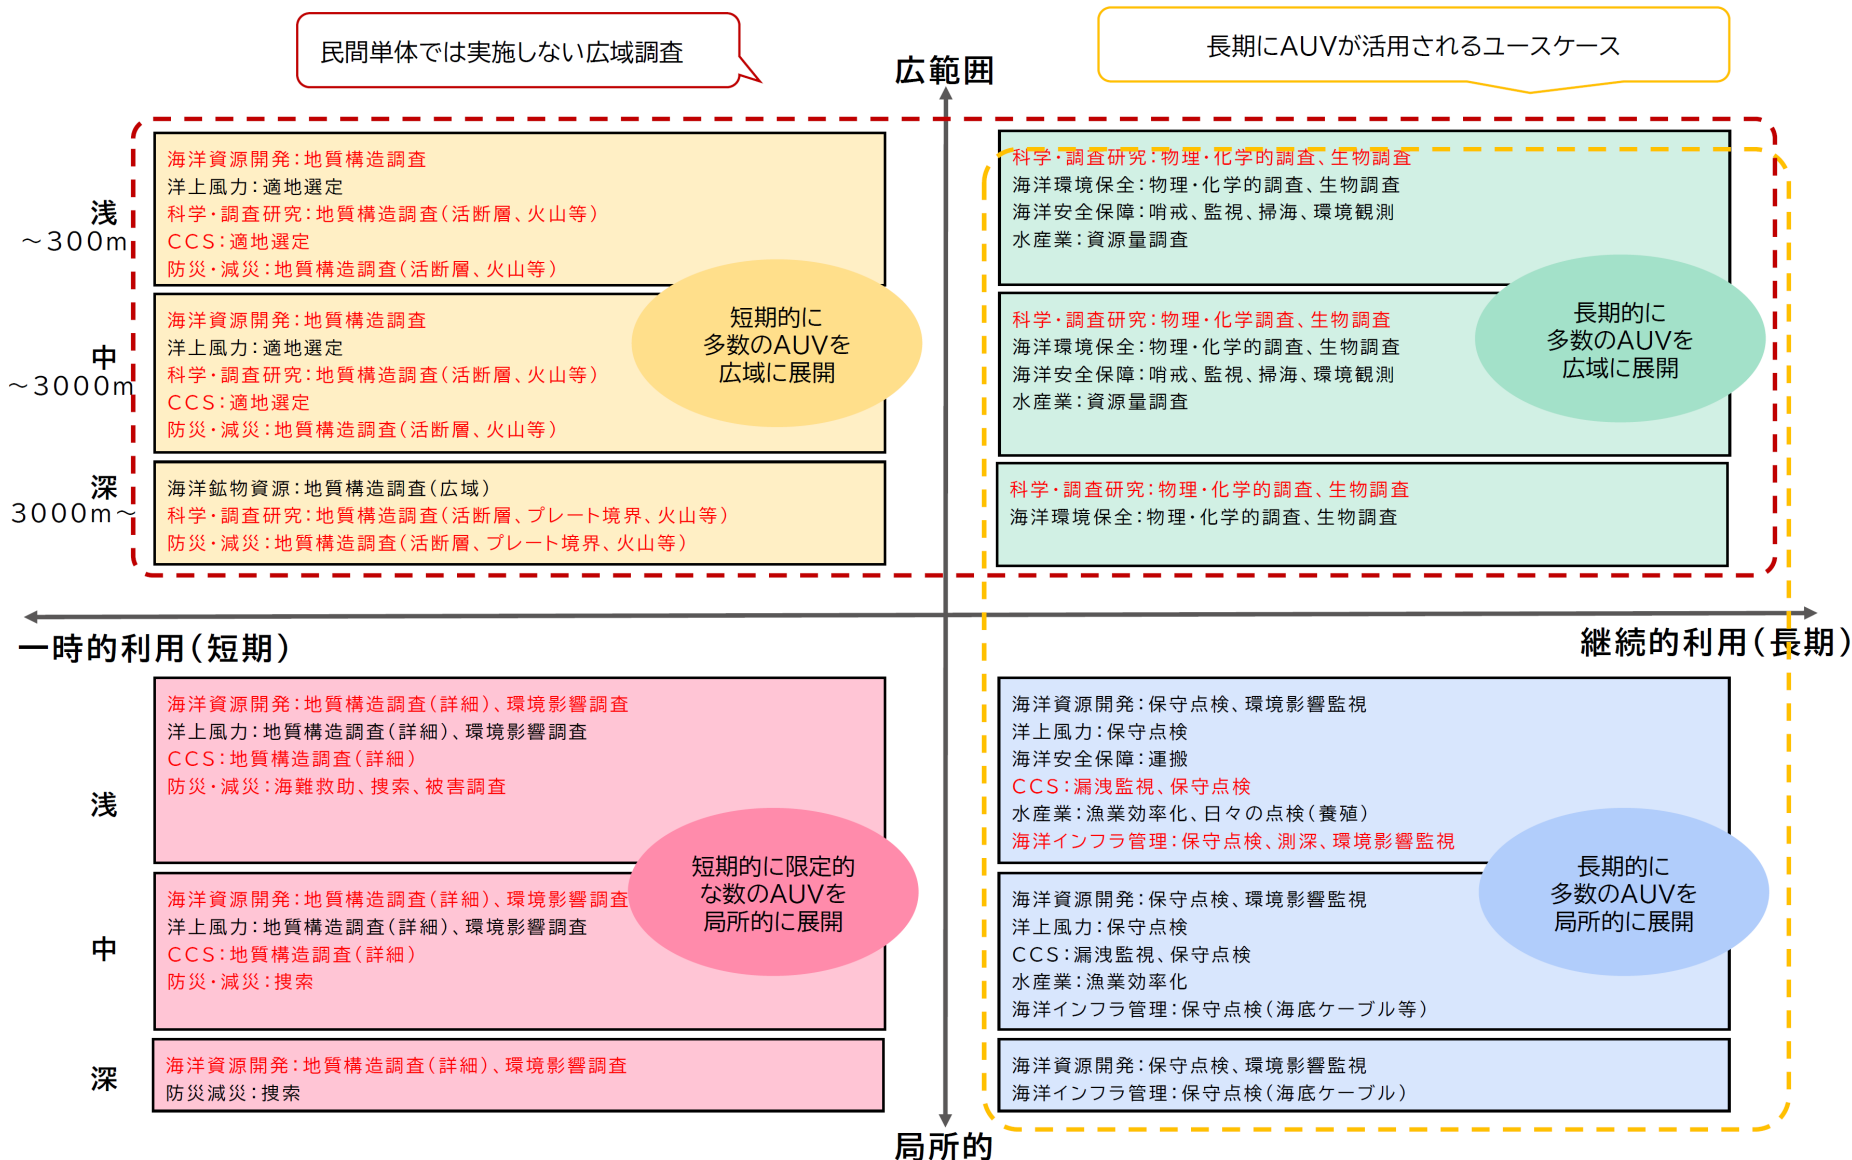 民間単体では実施しない広域調査
長期にAUVが活用されるユースケース
広範囲
浅
～300m
海洋資源開発：地質構造調査
洋上風力：適地選定
科学・調査研究：地質構造調査（活断層、火山等）
CCS：適地選定
防災・減災：地質構造調査（活断層、火山等）
科学・調査研究：物理・化学的調査、生物調査
海洋環境保全：物理・化学的調査、生物調査
海洋安全保障：哨戒、監視、掃海、環境観測
水産業：資源量調査
中
～3000m
海洋資源開発：地質構造調査
洋上風力：適地選定
科学・調査研究：地質構造調査（活断層、火山等）
CCS：適地選定
防災・減災：地質構造調査（活断層、火山等）
短期的に
多数のAUVを
広域に展開
科学・調査研究：物理・化学調査、生物調査
海洋環境保全：物理・化学的調査、生物調査
海洋安全保障：哨戒、監視、掃海、環境観測
水産業：資源量調査
長期的に
多数のAUVを
広域に展開
深
3000m～
海洋鉱物資源：地質構造調査（広域）
科学・調査研究：地質構造調査（活断層、プレート境界、火山等）
防災・減災：地質構造調査（活断層、プレート境界、火山等）
科学・調査研究：物理・化学的調査、生物調査
海洋環境保全：物理・化学的調査、生物調査
一時的利用（短期）
継続的利用（長期）
浅
海洋資源開発：地質構造調査（詳細）、環境影響調査
洋上風力：地質構造調査（詳細）、環境影響調査
CCS：地質構造調査（詳細）
防災・減災：海難救助、捜索、被害調査
海洋資源開発：保守点検、環境影響監視
洋上風力：保守点検
海洋安全保障：運搬
CCS：漏洩監視、保守点検
水産業：漁業効率化、日々の点検（養殖）
海洋インフラ管理：保守点検、測深、環境影響監視
中
海洋資源開発：地質構造調査（詳細）、環境影響調査
洋上風力：地質構造調査（詳細）、環境影響調査
CCS：地質構造調査（詳細）
防災・減災：捜索
短期的に限定的
な数のAUVを
局所的に展開
海洋資源開発：保守点検、環境影響監視
洋上風力：保守点検
CCS：漏洩監視、保守点検
水産業：漁業効率化
海洋インフラ管理：保守点検（海底ケーブル等）
長期的に
多数のAUVを
局所的に展開
深
海洋資源開発：地質構造調査（詳細）、環境影響調査
防災減災：捜索
海洋資源開発：保守点検、環境影響監視
海洋インフラ管理：保守点検（海底ケーブル）
局所的